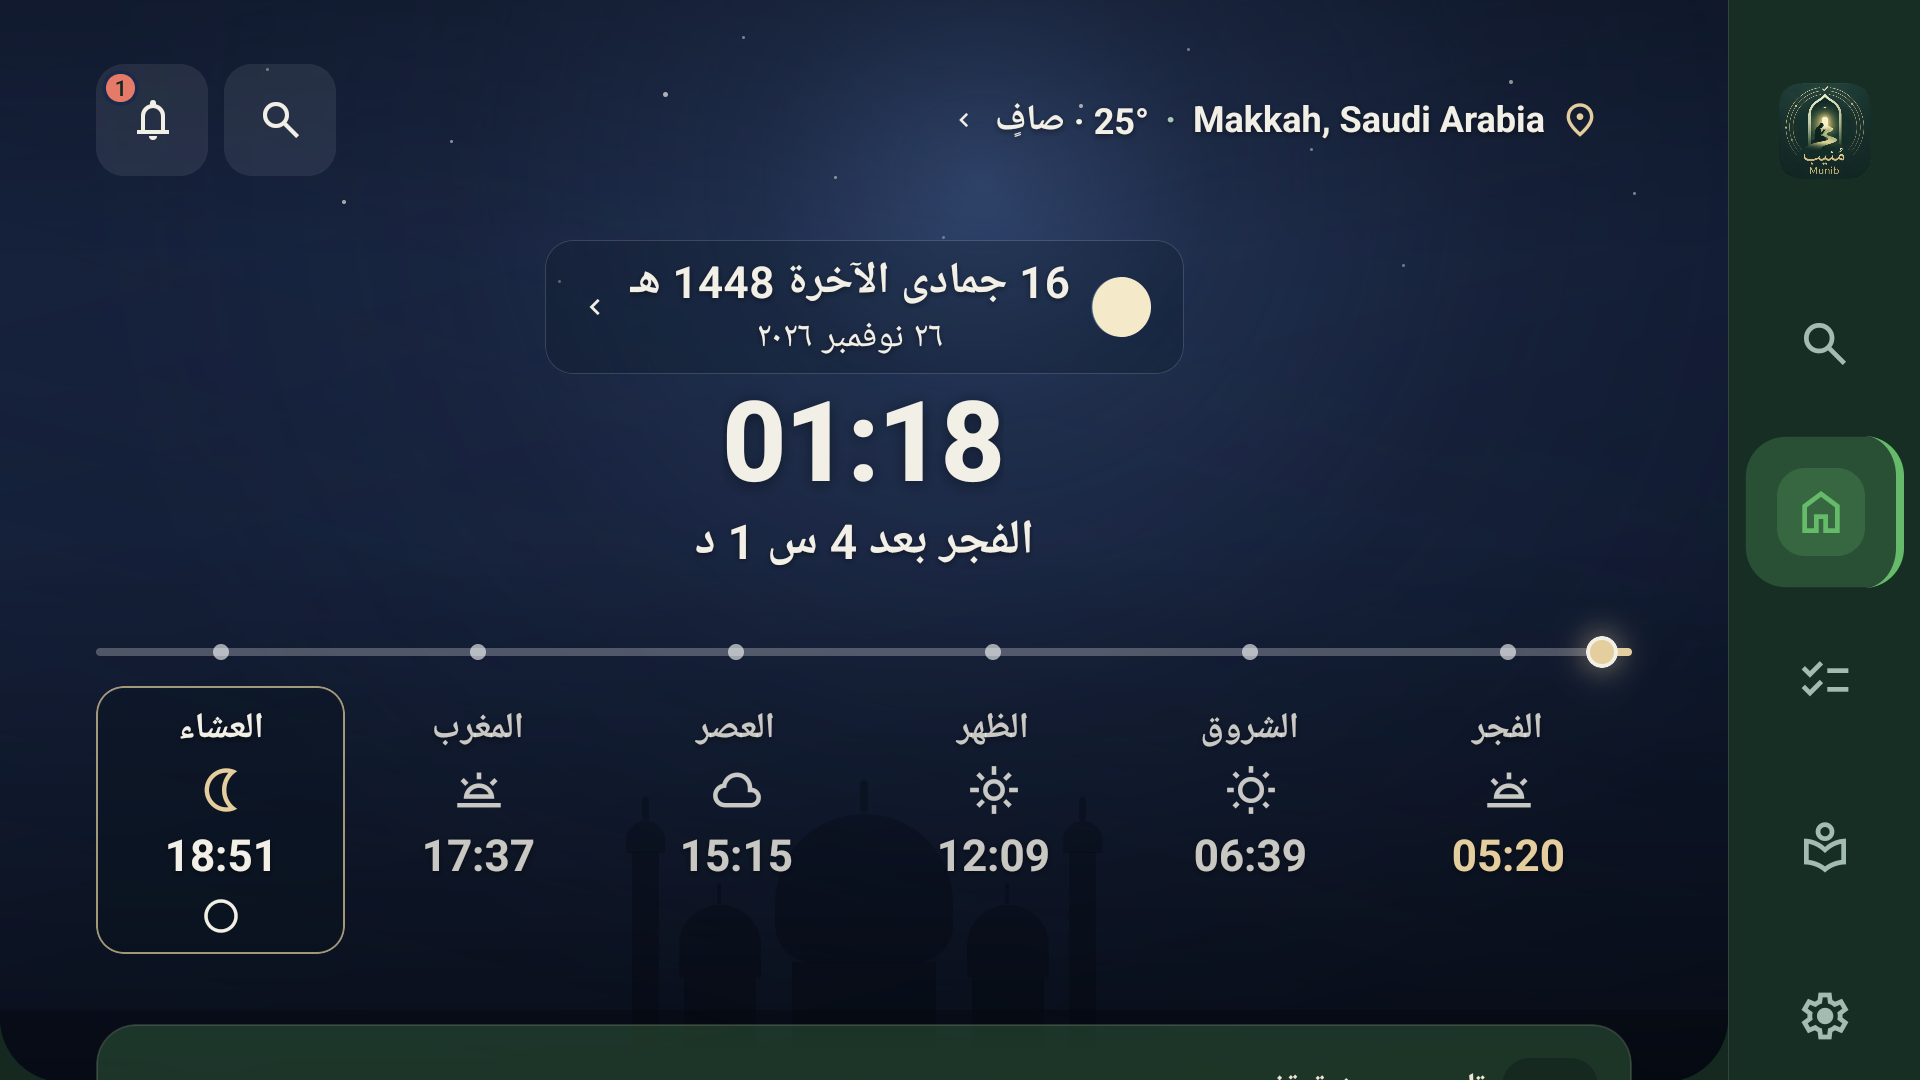 Makkah, Saudi Arabia · 25° : صافٍ
1
مُنيب
Munib
16 جمادى الآخرة 1448 هـ
٢٦ نوفمبر ٢٠٢٦
01:18
الفجر بعد 4 س 1 د
الفجر
05:20
الشروق
06:39
الظهر
12:09
العصر
15:15
المغرب
17:37
العشاء
18:51